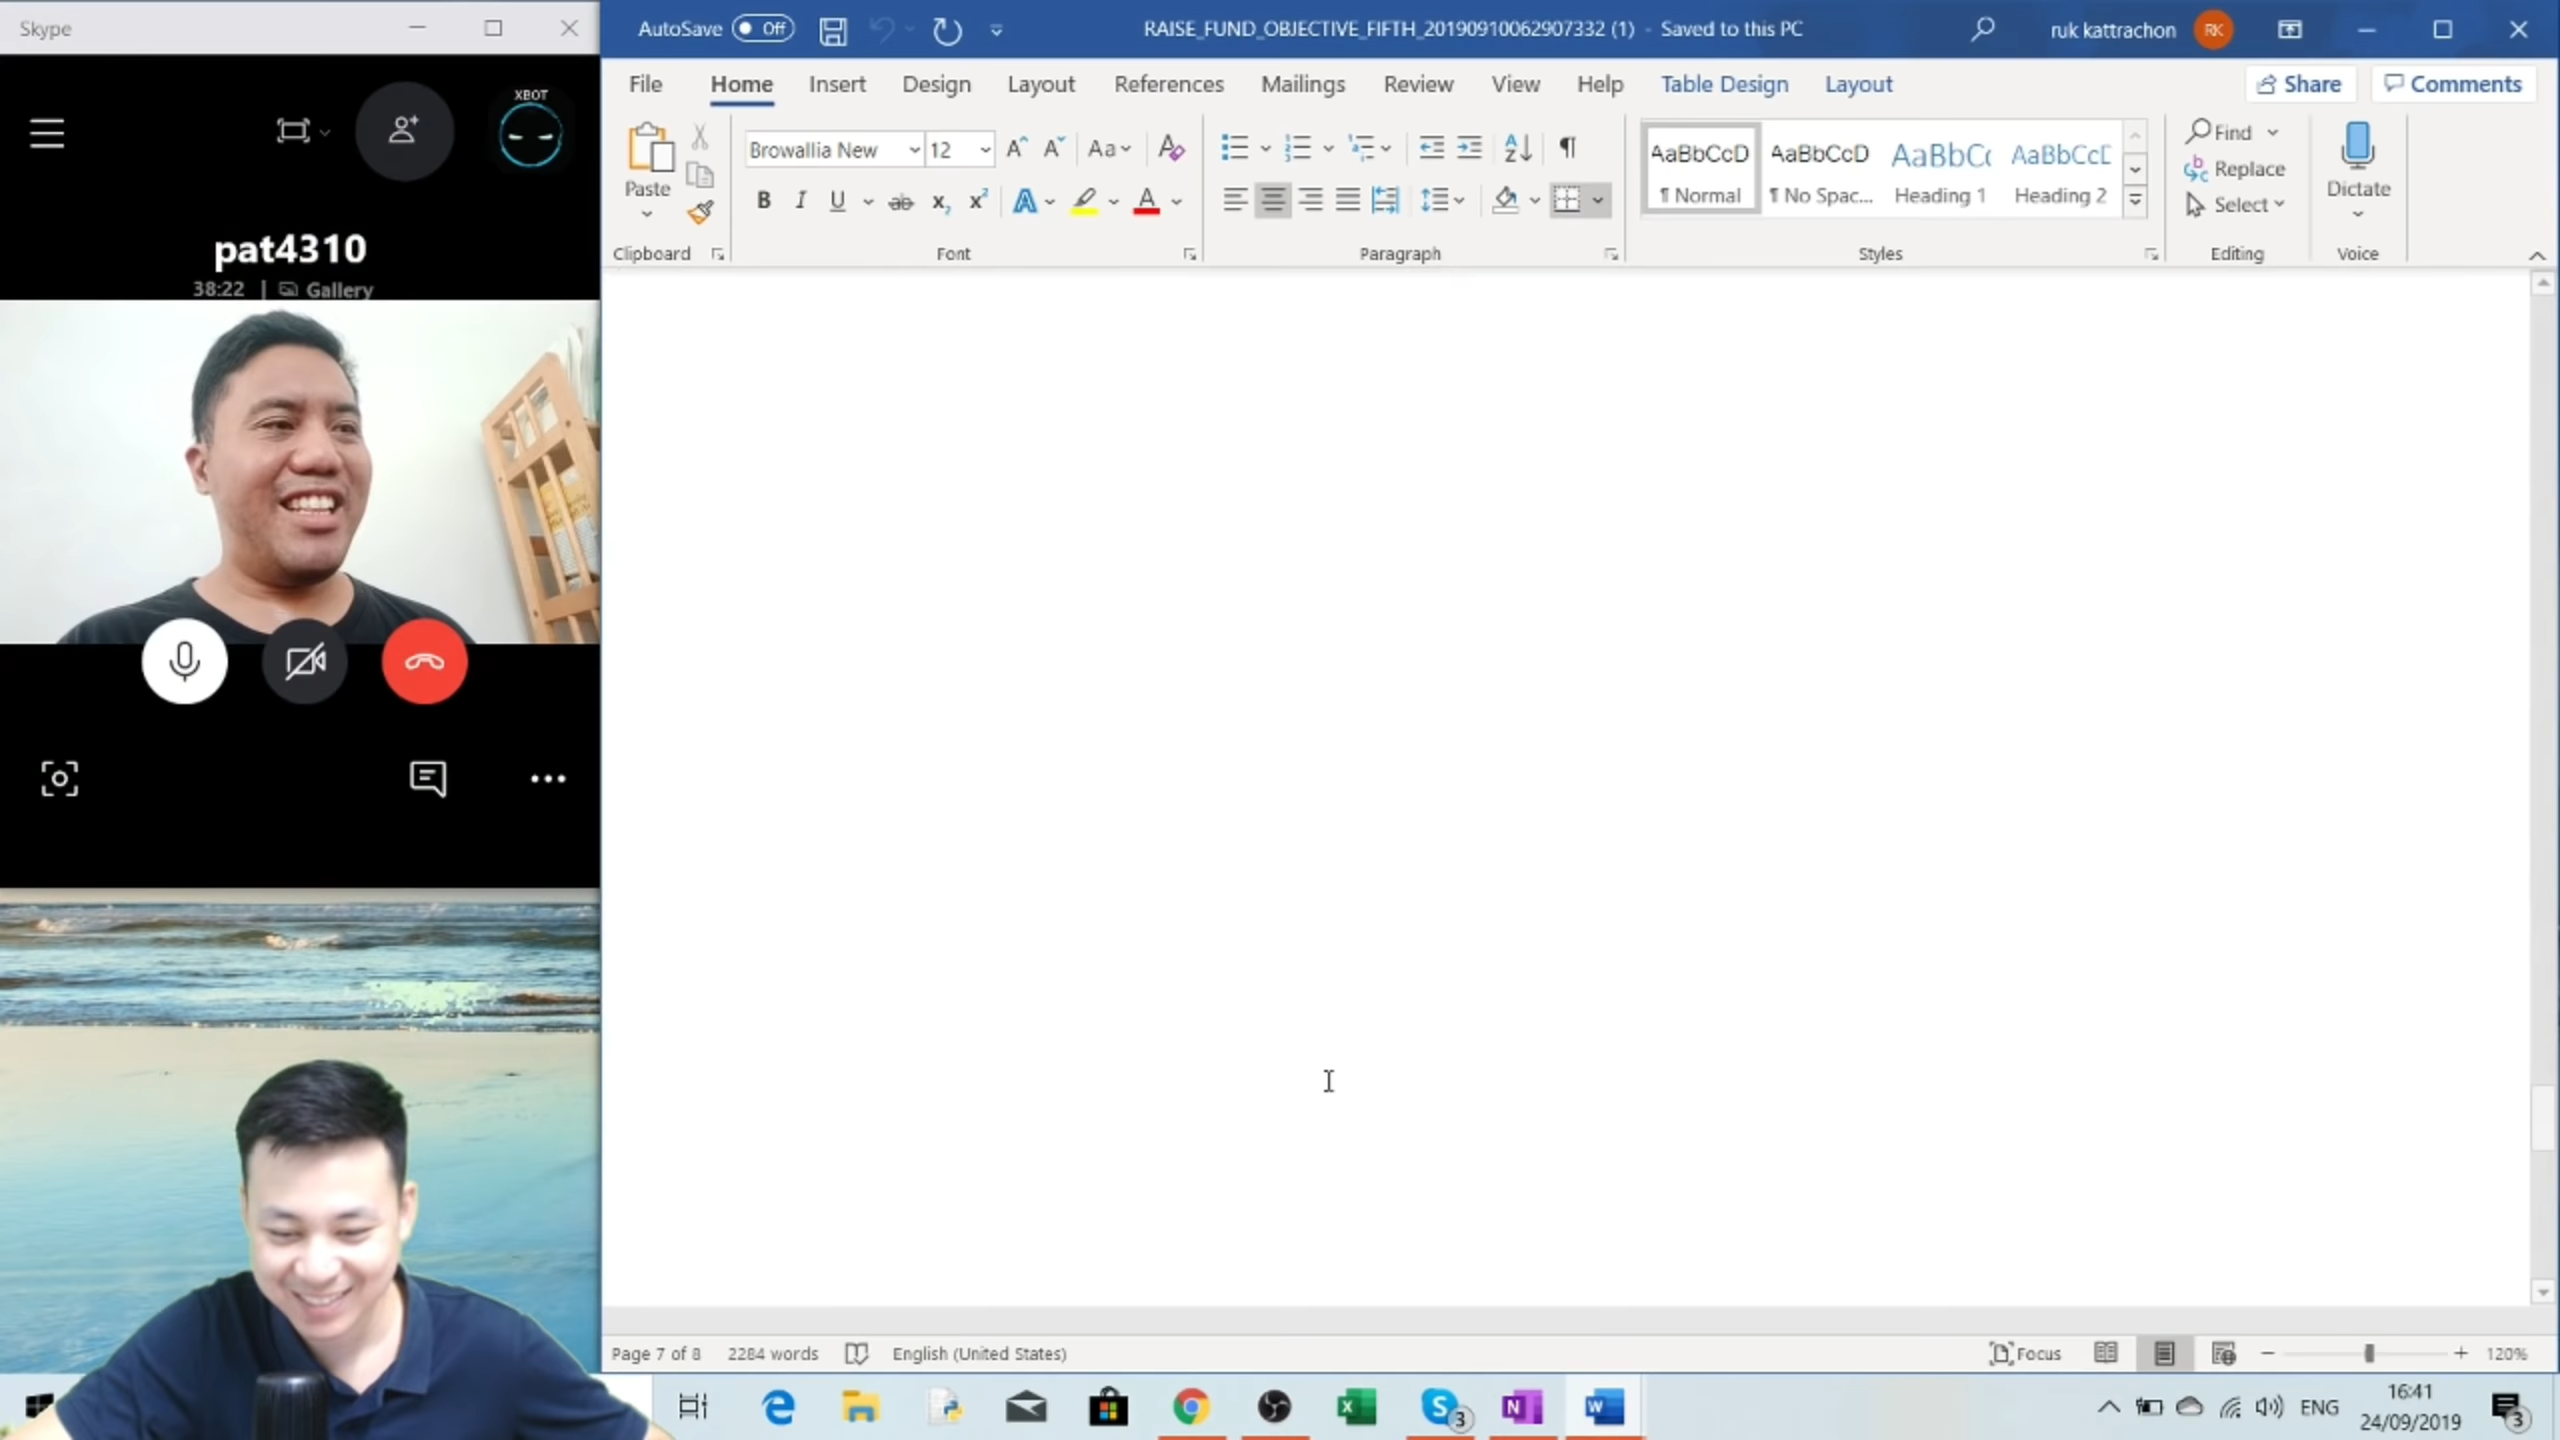 Skype
XBOT
pat4310
38:22 | Gallery
AutoSave Off
RAISE_FUND_OBJECTIVE_FIFTH_20190910062907332 (1) - Saved to this PC
ruk kattrachon RK
File Home Insert Design Layout References Mailings Review View Help Table Design Layout Share Comments
Paste
Browallia New 12 Aa
AaBbCcD AaBbCcD AaBbCc AaBbCcD
¶ Normal ¶ No Spac... Heading 1 Heading 2
Find
Replace
Select
Dictate
Clipboard Font Paragraph Styles Editing Voice
Page 7 of 8 2284 words English (United States) Focus 120%
3 ENG
16:41
24/09/2019
3